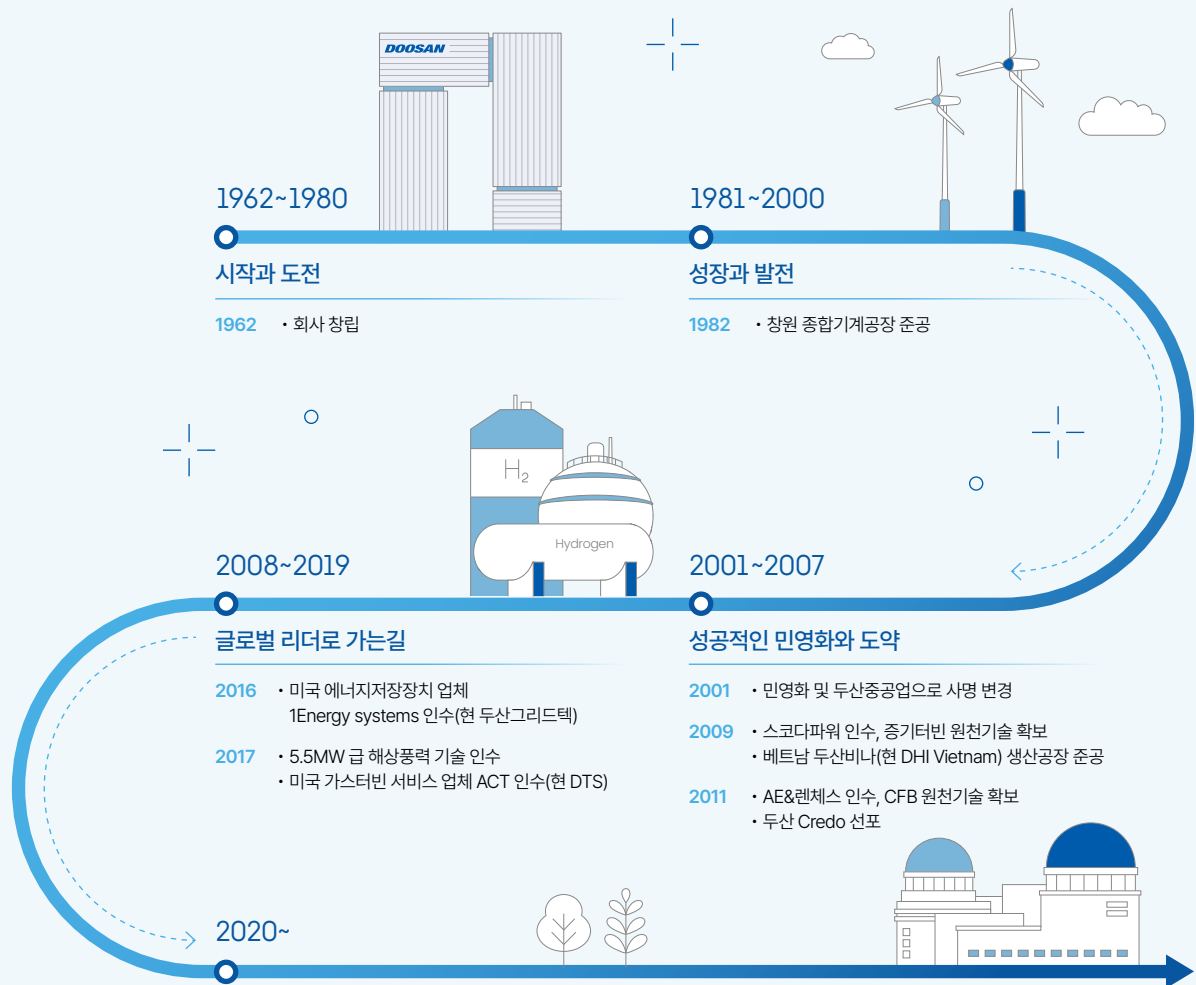 DOOSAN
1962~1980
시작과 도전
1962 • 회사 창립
1981~2000
성장과 발전
1982 • 창원 종합기계공장 준공
H₂
Hydrogen
2001~2007
성공적인 민영화와 도약
2001 • 민영화 및 두산중공업으로 사명 변경
2009 • 스코다파워 인수, 증기터빈 원천기술 확보
• 베트남 두산비나(현 DHI Vietnam) 생산공장 준공
2011 • AE&렌체스 인수, CFB 원천기술 확보
• 두산 Credo 선포
2008~2019
글로벌 리더로 가는길
2016 • 미국 에너지저장장치 업체
1Energy systems 인수(현 두산그리드텍)
2017 • 5.5MW 급 해상풍력 기술 인수
• 미국 가스터빈 서비스 업체 ACT 인수(현 DTS)
2020~